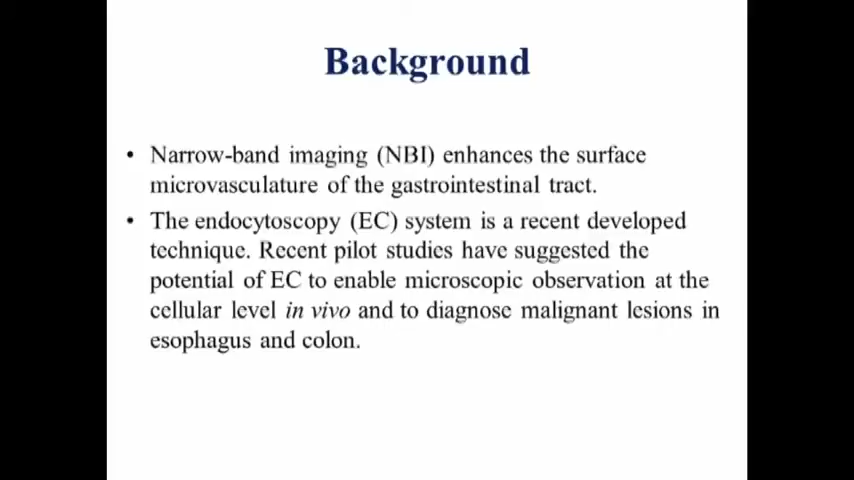 Background
• Narrow-band imaging (NBI) enhances the surface
microvasculature of the gastrointestinal tract.
• The endocytoscopy (EC) system is a recent developed
technique. Recent pilot studies have suggested the
potential of EC to enable microscopic observation at the
cellular level in vivo and to diagnose malignant lesions in
esophagus and colon.